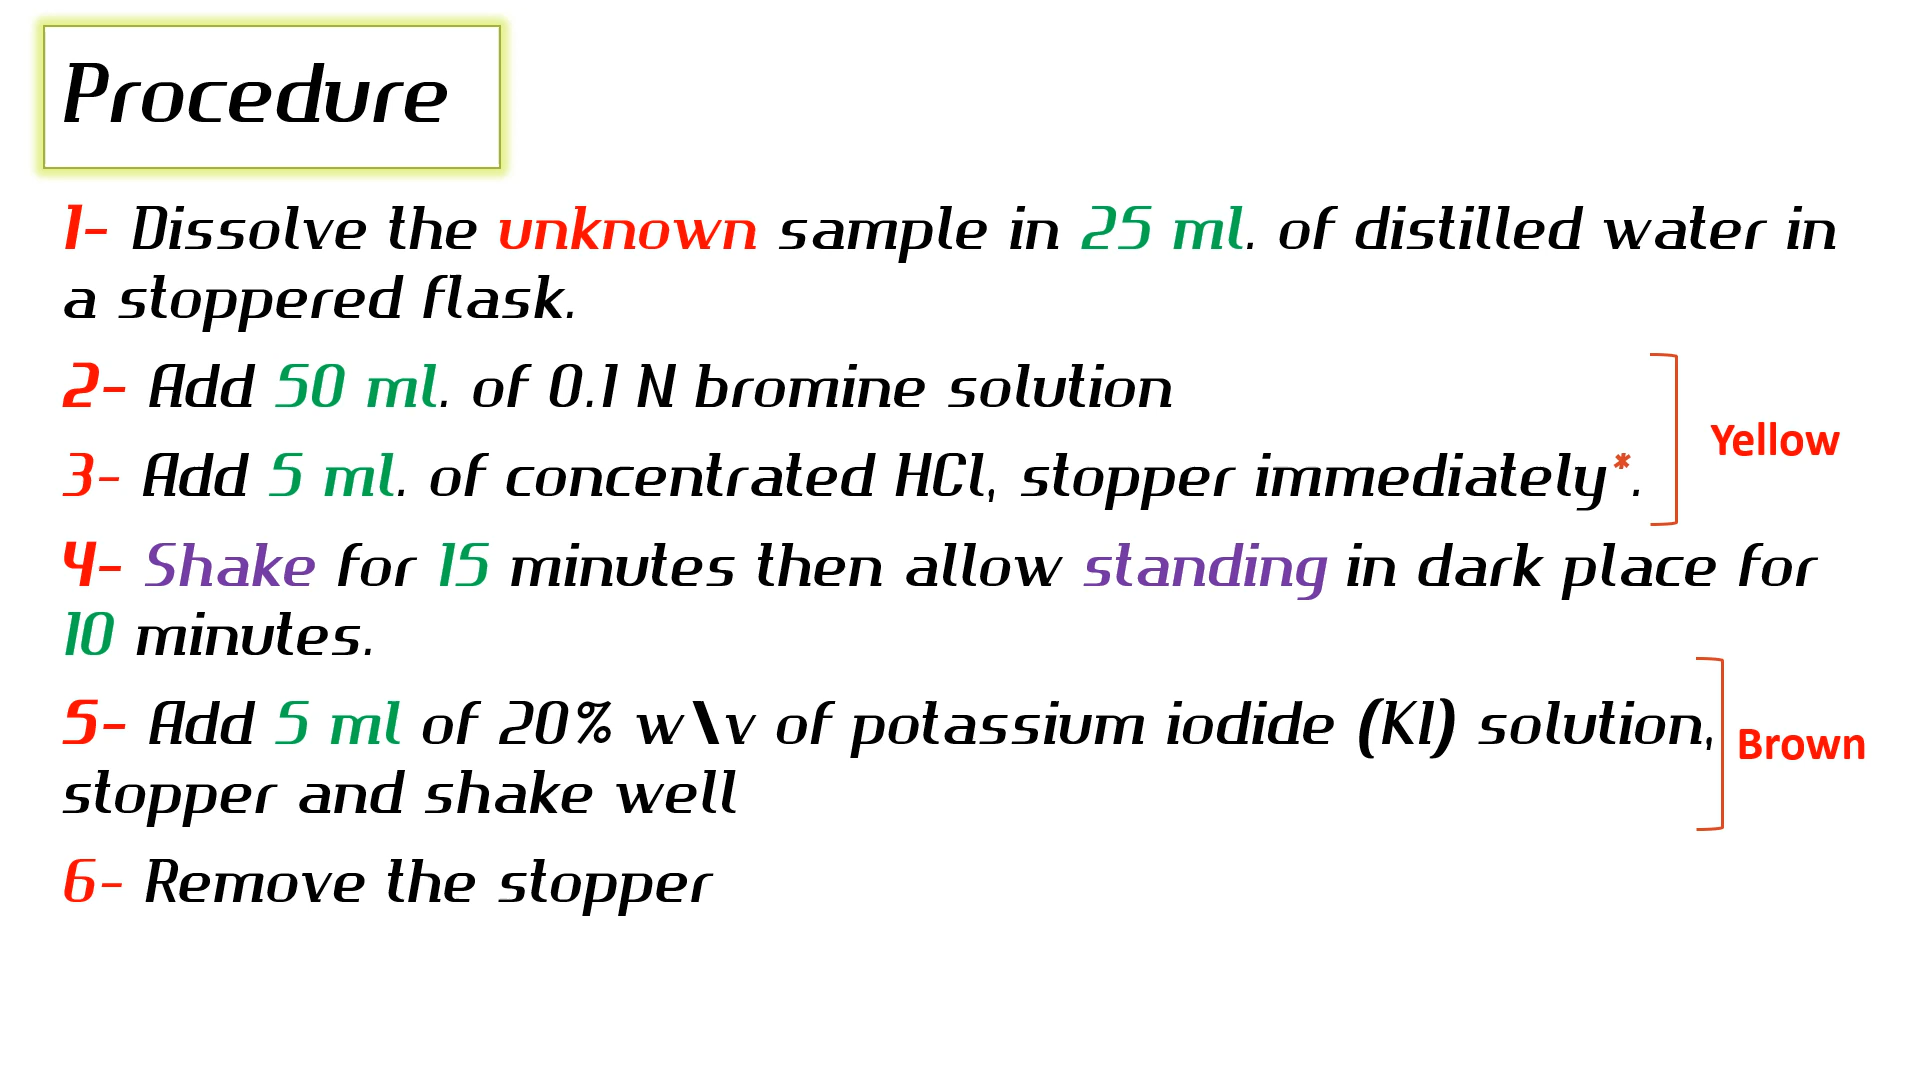 Procedure
1- Dissolve the unknown sample in 25 ml. of distilled water in
a stoppered flask.
2- Add 50 ml. of 0.1 N bromine solution
3- Add 5 ml. of concentrated HCl, stopper immediately*.
Yellow
4- Shake for 15 minutes then allow standing in dark place for
10 minutes.
5- Add 5 ml of 20% w\v of potassium iodide (KI) solution,
stopper and shake well
Brown
6- Remove the stopper